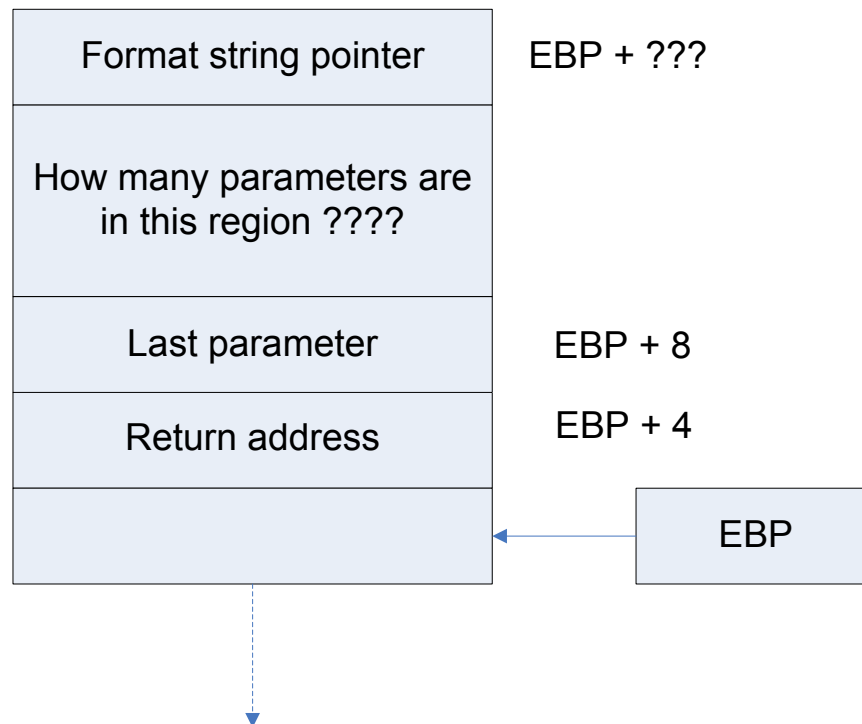 Format string pointer
EBP + ???
How many parameters are
in this region ????
Last parameter
EBP + 8
Return address
EBP + 4
EBP